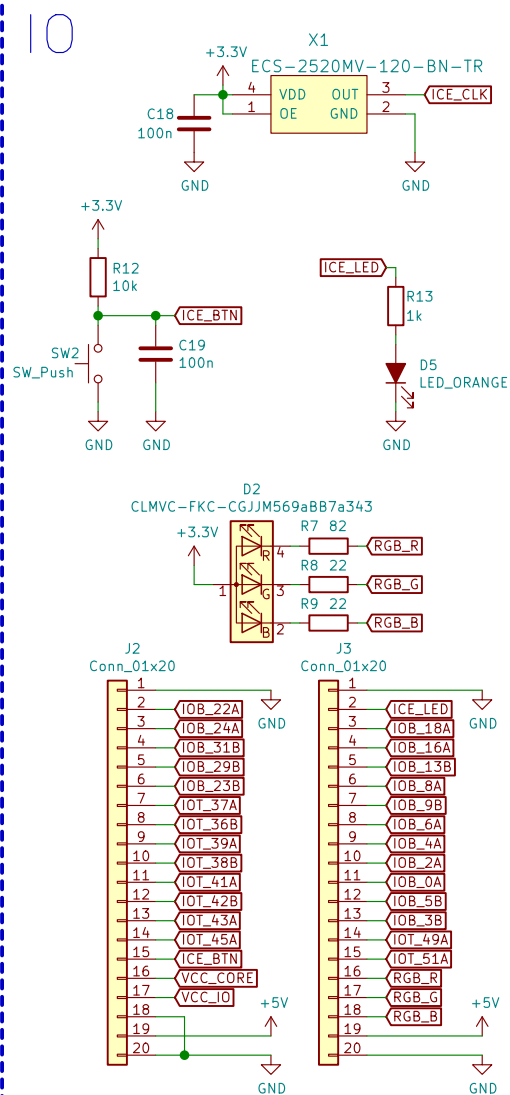 IO
X1
ECS-2520MV-120-BN-TR
+3.3V
C18
100n
4 VDD OUT 3 ICE_CLK
1 OE GND 2
GND GND
+3.3V
R12
10k
ICE_BTN
SW2
SW_Push
C19
100n
GND GND
ICE_LED
R13
1k
D5
LED_ORANGE
GND
D2
CLMVC-FKC-CGJJM569aBB7a343
+3.3V
1
R 4 R7 82 RGB_R
G 3 R8 22 RGB_G
B 2 R9 22 RGB_B
J2
Conn_01x20
1 GND
2 IOB_22A
3 IOB_24A
4 IOB_31B
5 IOB_29B
6 IOB_23B
7 IOT_37A
8 IOT_36B
9 IOT_39A
10 IOT_38B
11 IOT_41A
12 IOT_42B
13 IOT_43A
14 IOT_45A
15 ICE_BTN
16 VCC_CORE
17 VCC_IO
18
19 +5V
20 GND
J3
Conn_01x20
1 GND
2 ICE_LED
3 IOB_18A
4 IOB_16A
5 IOB_13B
6 IOB_8A
7 IOB_9B
8 IOB_6A
9 IOB_4A
10 IOB_2A
11 IOB_0A
12 IOB_5B
13 IOB_3B
14 IOT_49A
15 IOT_51A
16 RGB_R
17 RGB_G
18 RGB_B
19 +5V
20 GND